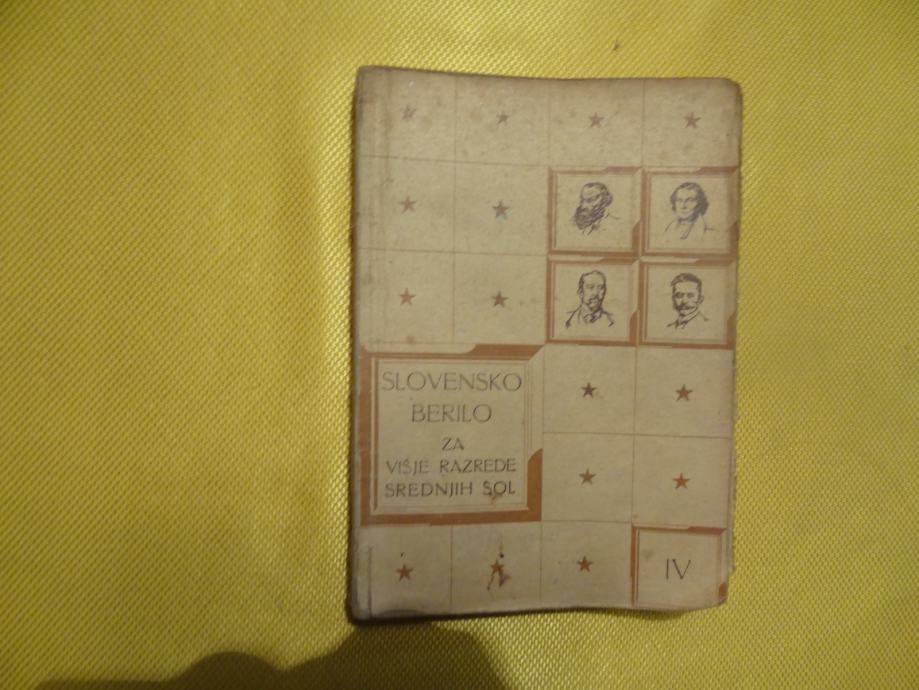 SLOVENSKO
BERILO
ZA
VIŠJE RAZREDE
SREDNJIH ŠOL
IV